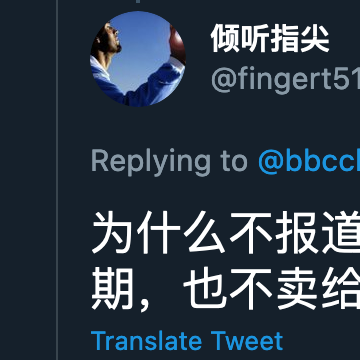 倾听指尖
@fingert51
Replying to @bbcc
为什么不报道
期，也不卖给
Translate Tweet